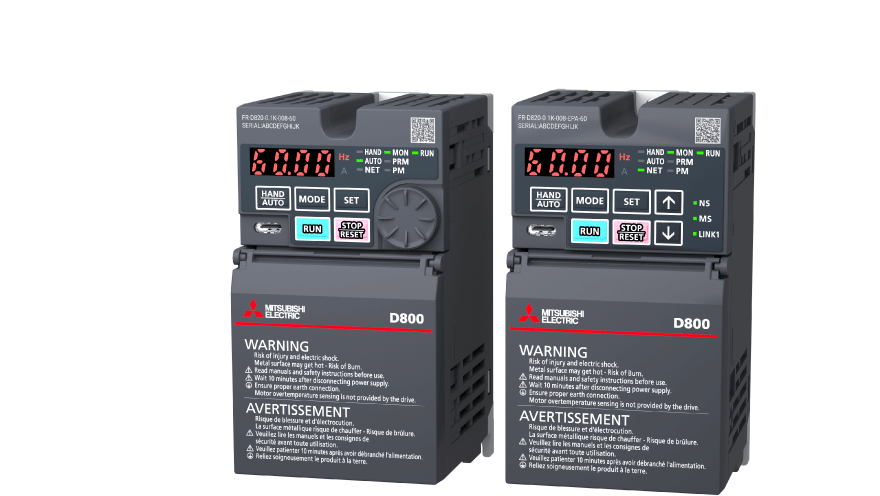 FR-D820-0.1K-008-60
SERIAL:ABCDEFGHIJK
60.00
Hz
A
HAND MON RUN
AUTO PRM
NET PM
HAND
AUTO
MODE
SET
RUN
STOP
RESET
MITSUBISHI
ELECTRIC
D800
WARNING
Risk of injury and electric shock.
Metal surface may get hot - Risk of Burn.
Read manuals and safety instructions before use.
Wait 10 minutes after disconnecting power supply.
Ensure proper earth connection.
Motor overtemperature sensing is not provided by the drive.
AVERTISSEMENT
Risque de blessure et d'électrocution.
La surface métallique risque de chauffer - Risque de brûlure.
Veuillez lire les manuels et les consignes de
sécurité avant toute utilisation.
Veuillez patienter 10 minutes après avoir débranché l'alimentation.
Reliez soigneusement le produit à la terre.
FR-D820-0.1K-008-EPA-60
SERIAL:ABCDEFGHIJK
60.00
Hz
A
HAND MON RUN
AUTO PRM
NET PM
HAND
AUTO
MODE
SET
↑
NS
MS
RUN
STOP
RESET
↓
LINK1
MITSUBISHI
ELECTRIC
D800
WARNING
Risk of injury and electric shock.
Metal surface may get hot - Risk of Burn.
Read manuals and safety instructions before use.
Wait 10 minutes after disconnecting power supply.
Ensure proper earth connection.
Motor overtemperature sensing is not provided by the drive.
AVERTISSEMENT
Risque de blessure et d'électrocution.
La surface métallique risque de chauffer - Risque de brûlure.
Veuillez lire les manuels et les consignes de
sécurité avant toute utilisation.
Veuillez patienter 10 minutes après avoir débranché l'alimentation.
Reliez soigneusement le produit à la terre.